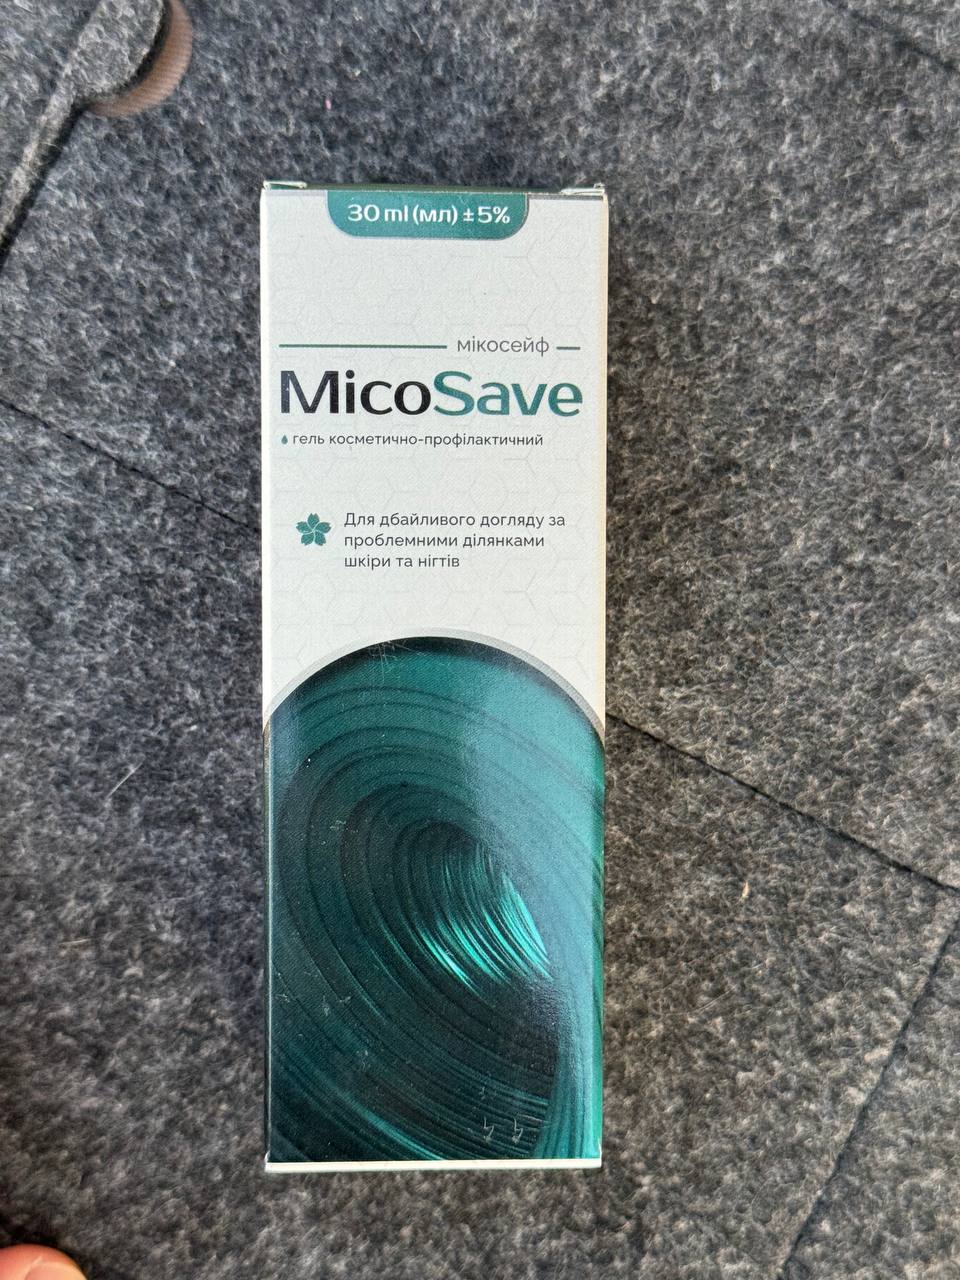 30 ml (мл) ± 5%
мікосейф
MicoSave
гель косметично-профілактичний
Для дбайливого догляду за
проблемними ділянками
шкіри та нігтів